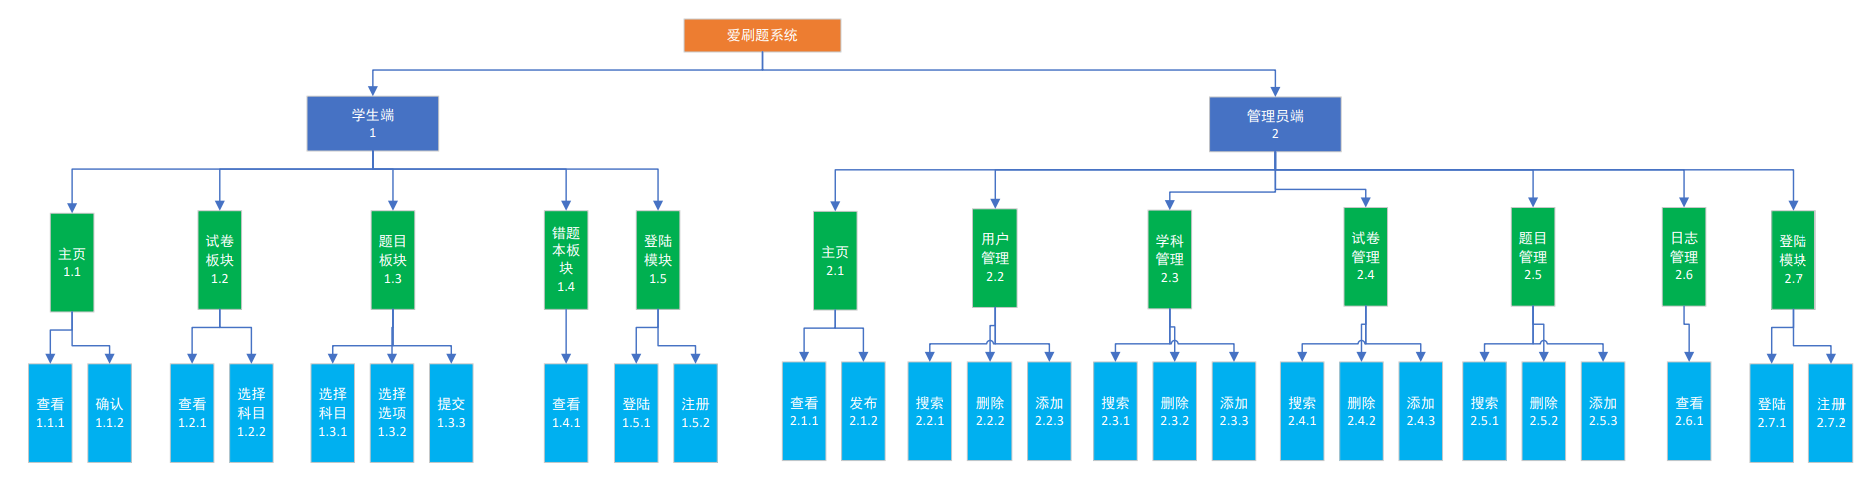 爱刷题系统
学生端
1
管理员端
2
主页
1.1
试卷
板块
1.2
题目
板块
1.3
错题
本板
块
1.4
登陆
模块
1.5
主页
2.1
用户
管理
2.2
学科
管理
2.3
试卷
管理
2.4
题目
管理
2.5
日志
管理
2.6
登陆
模块
2.7
查看
1.1.1
确认
1.1.2
查看
1.2.1
选择
科目
1.2.2
选择
科目
1.3.1
选择
选项
1.3.2
提交
1.3.3
查看
1.4.1
登陆
1.5.1
注册
1.5.2
查看
2.1.1
发布
2.1.2
搜索
2.2.1
删除
2.2.2
添加
2.2.3
搜索
2.3.1
删除
2.3.2
添加
2.3.3
搜索
2.4.1
删除
2.4.2
添加
2.4.3
搜索
2.5.1
删除
2.5.2
添加
2.5.3
查看
2.6.1
登陆
2.7.1
注册
2.7.2